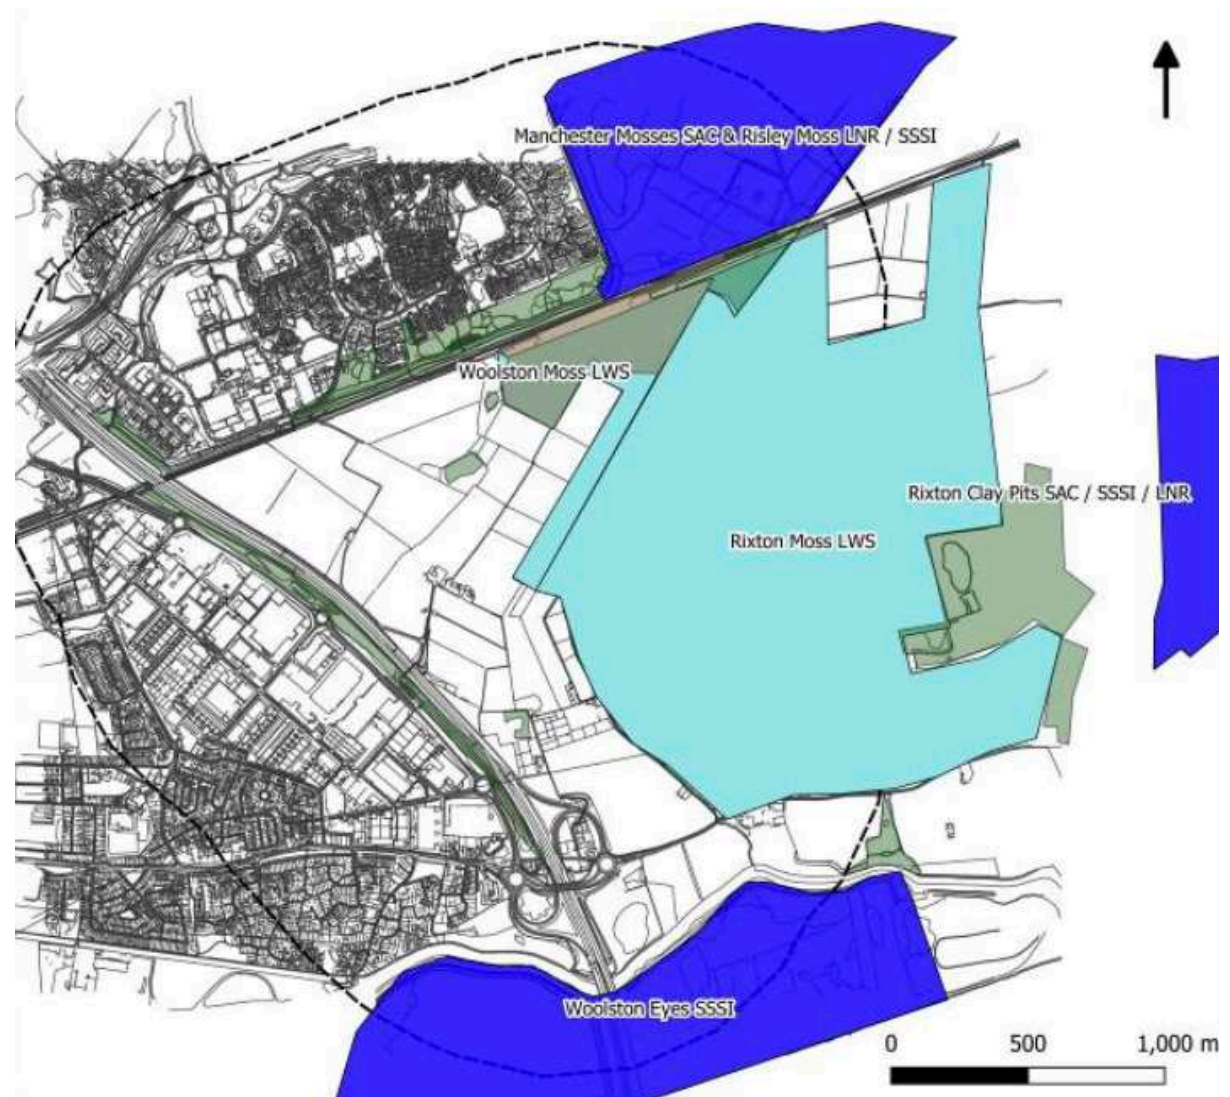 Manchester Mosses SAC & Risley Moss LNR / SSSI
Woolston Moss LWS
Rixton Clay Pits SAC / SSSI / LNR
Rixton Moss LWS
Woolston Eyes SSSI
0 500 1,000 m